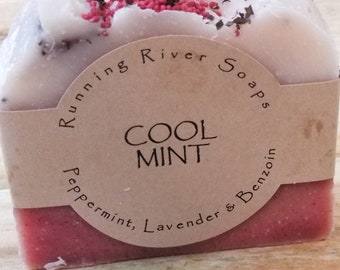 Running River Soaps
COOL
MINT
Peppermint, Lavender & Benzoin